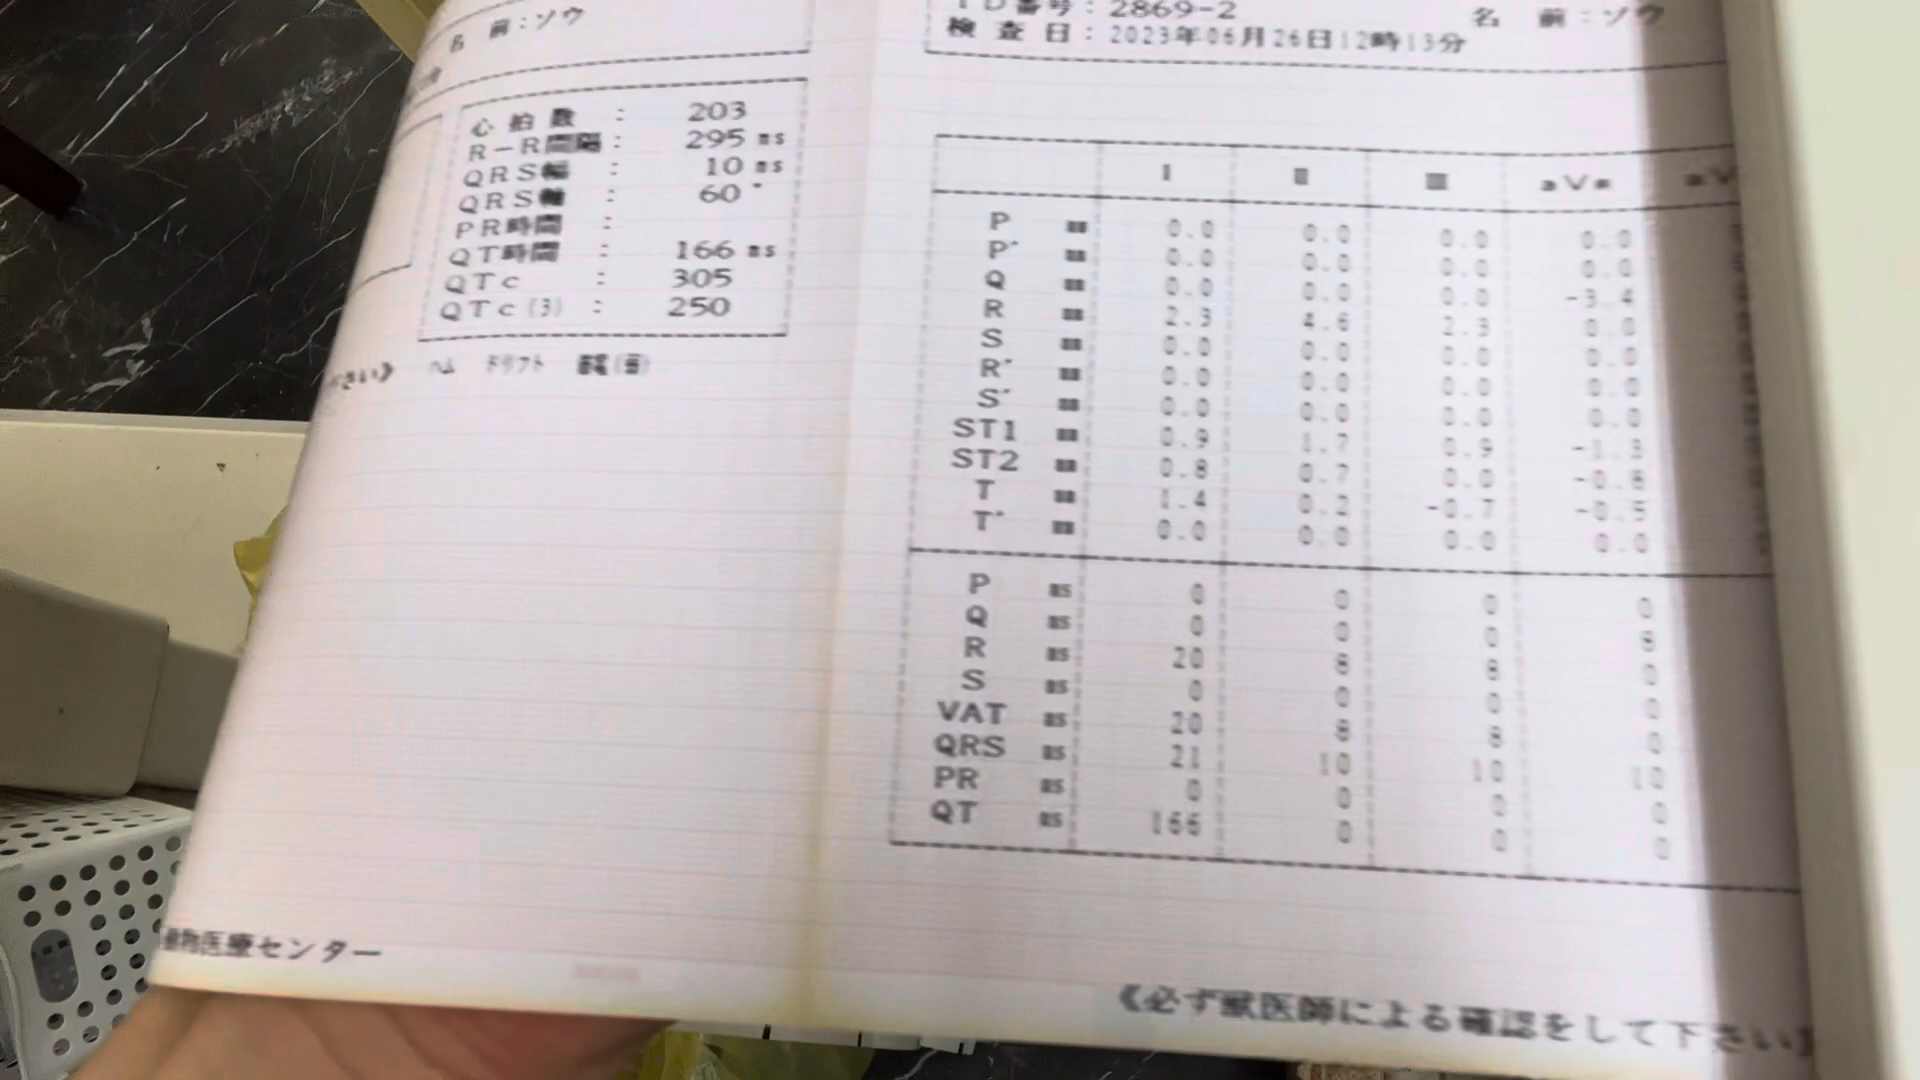 名 前：ソウ
心 拍 数 ： 203
R-R間隔： 295 ms
QRS幅 ： 10 ms
QRS軸 ： 60 °
PR時間 ：
QT時間 ： 166 ms
QTc ： 305
QTc(3) ： 250
ださい》 ドリフト
動物医療センター
ID番号：2869-2 名 前：ソウ
検 査 日：2023年06月26日12時13分
I II III aVR aV
P mm 0.0 0.0 0.0 0.0
P' mm 0.0 0.0 0.0 0.0
Q mm 0.0 0.0 0.0 -3.4
R mm 2.3 4.6 2.3 0.0
S mm 0.0 0.0 0.0 0.0
R' mm 0.0 0.0 0.0 0.0
S' mm 0.0 0.0 0.0 0.0
ST1 mm 0.9 1.7 0.9 -1.3
ST2 mm 0.8 0.7 0.0 -0.8
T mm 1.4 0.2 -0.7 -0.5
T' mm 0.0 0.0 0.0 0.0
P ms 0 0 0 0
Q ms 0 0 0 8
R ms 20 8 8 0
S ms 0 0 0 0
VAT ms 20 8 8 0
QRS ms 21 10 10 10
PR ms 0 0 0 0
QT ms 166 0 0 0
《必ず獣医師による確認をして下さい》